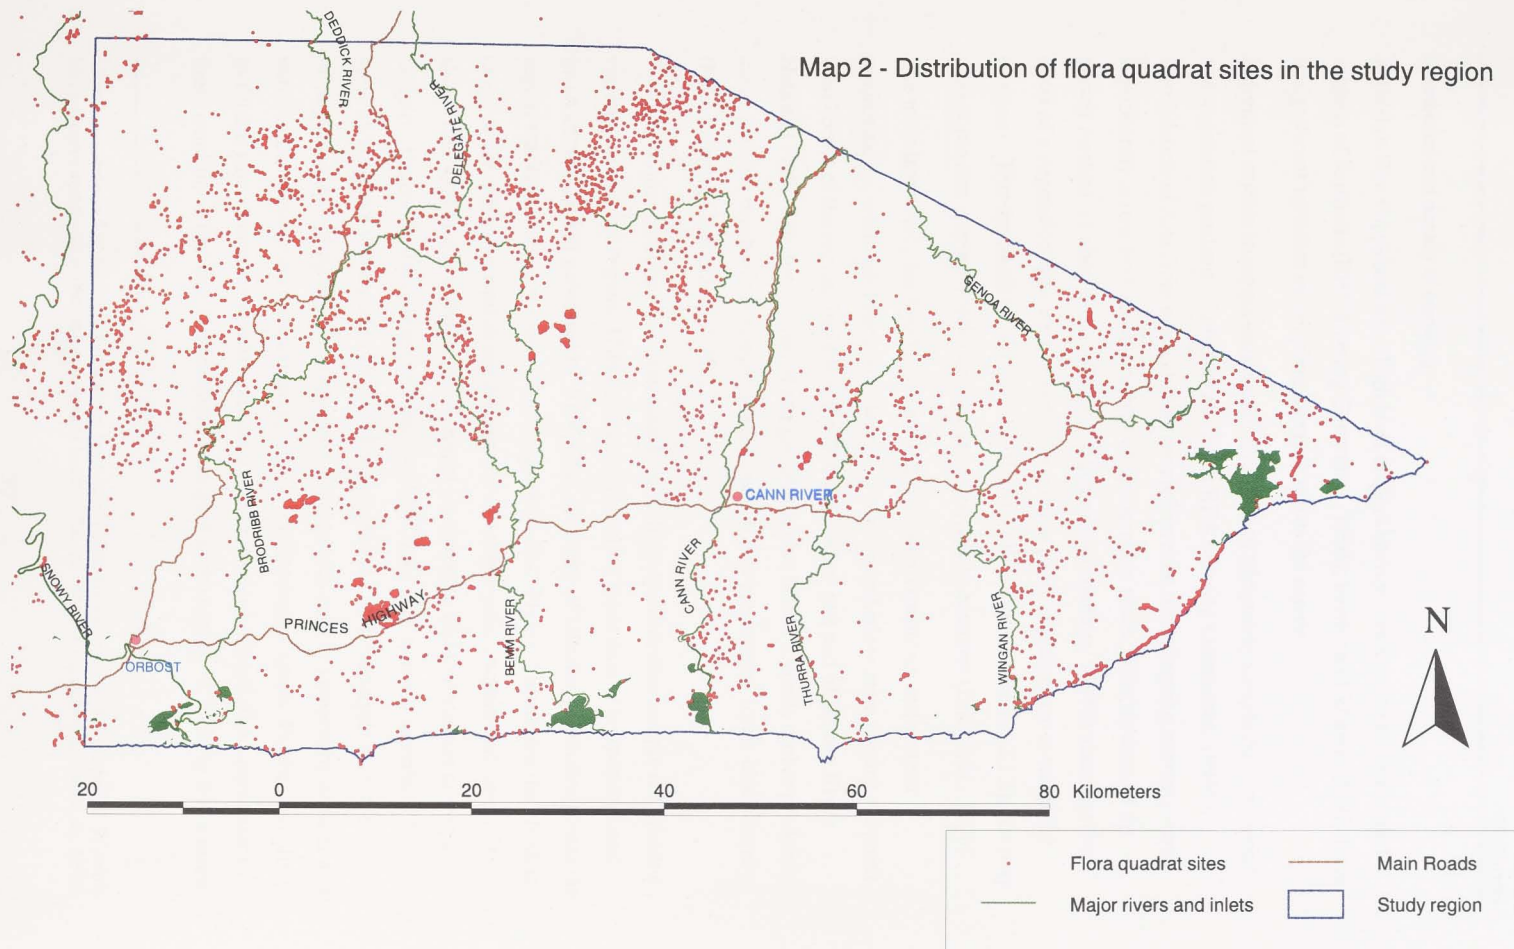 Map 2 - Distribution of flora quadrat sites in the study region
DEDDICK RIVER
DELEGATE RIVER
GENOA RIVER
CANN RIVER
BRODRIBB RIVER
SNOWY RIVER
CANN RIVER
PRINCES HIGHWAY
BEMM RIVER
THURRA RIVER
WINGAN RIVER
ORBOST
N
20 0 20 40 60 80 Kilometers
Flora quadrat sites
Main Roads
Major rivers and inlets
Study region